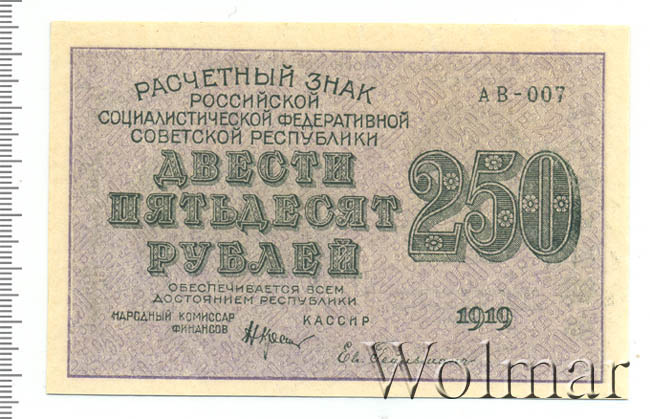 РАСЧЕТНЫЙ ЗНАК
РОССИЙСКОЙ
СОЦИАЛИСТИЧЕСКОЙ ФЕДЕРАТИВНОЙ
СОВЕТСКОЙ РЕСПУБЛИКИ
АВ-007
ДВЕСТИ
ПЯТЬДЕСЯТ
РУБЛЕЙ
250
ОБЕСПЕЧИВАЕТСЯ ВСЕМ
ДОСТОЯНИЕМ РЕСПУБЛИКИ
НАРОДНЫЙ КОМИССАР
ФИНАНСОВ
КАССИР
1919
Wolmar